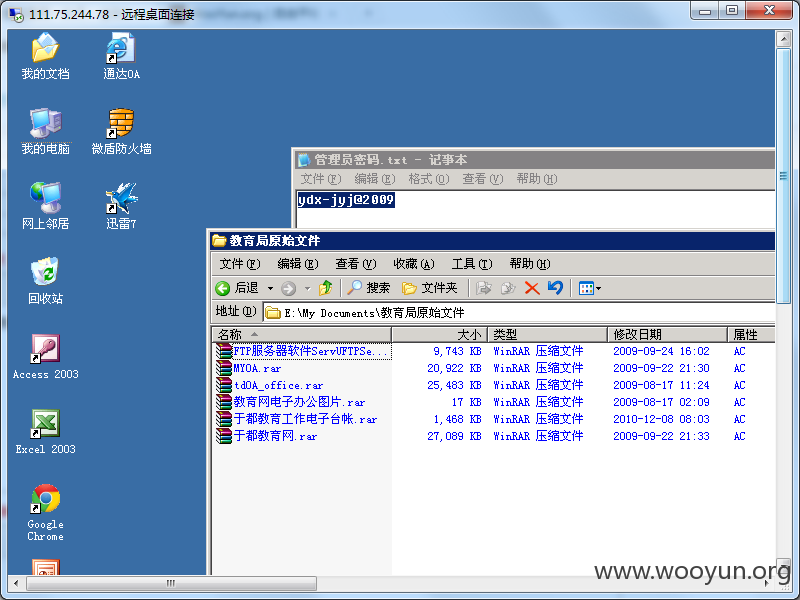 111.75.244.78 - 远程桌面连接
我的文档
通达OA
我的电脑
微盾防火墙
网上邻居
迅雷7
回收站
Access 2003
Excel 2003
Google
Chrome
管理员密码.txt - 记事本
文件(F) 编辑(E) 格式(O) 查看(V) 帮助(H)
ydx-jyj@2009
教育局原始文件
文件(F) 编辑(E) 查看(V) 收藏(A) 工具(T) 帮助(H)
后退 搜索 文件夹
地址(D) E:\My Documents\教育局原始文件
名称 大小 类型 修改日期 属性
FTP服务器软件ServUFTPSe... 9,743 KB WinRAR 压缩文件 2009-09-24 16:02 AC
MYOA.rar 20,922 KB WinRAR 压缩文件 2009-09-22 21:30 AC
tdOA_office.rar 25,483 KB WinRAR 压缩文件 2009-08-17 11:24 AC
教育网电子办公图片.rar 17 KB WinRAR 压缩文件 2009-08-17 02:09 AC
于都教育工作电子台帐.rar 1,468 KB WinRAR 压缩文件 2010-12-08 08:03 AC
于都教育网.rar 27,089 KB WinRAR 压缩文件 2009-09-22 21:33 AC
www.wooyun.org